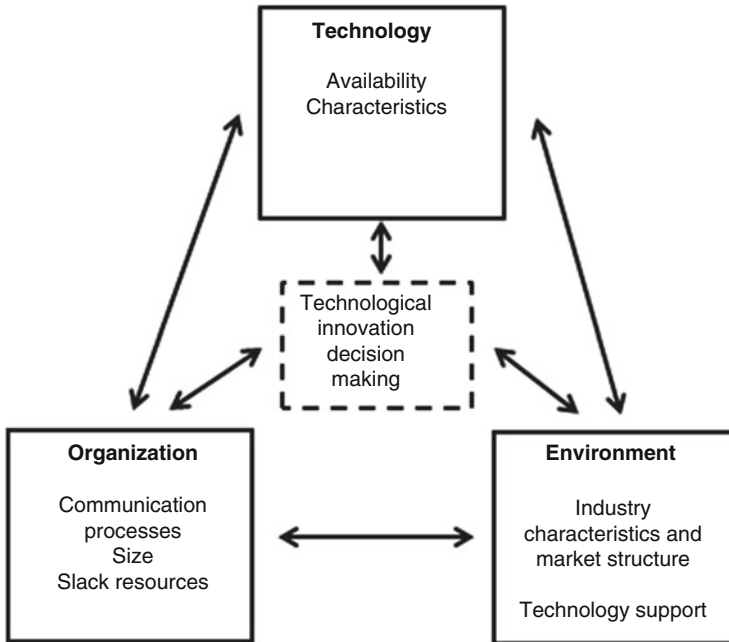 Technology
Availability
Characteristics
Technological
innovation
decision
making
Organization
Communication
processes
Size
Slack resources
Environment
Industry
characteristics and
market structure
Technology support